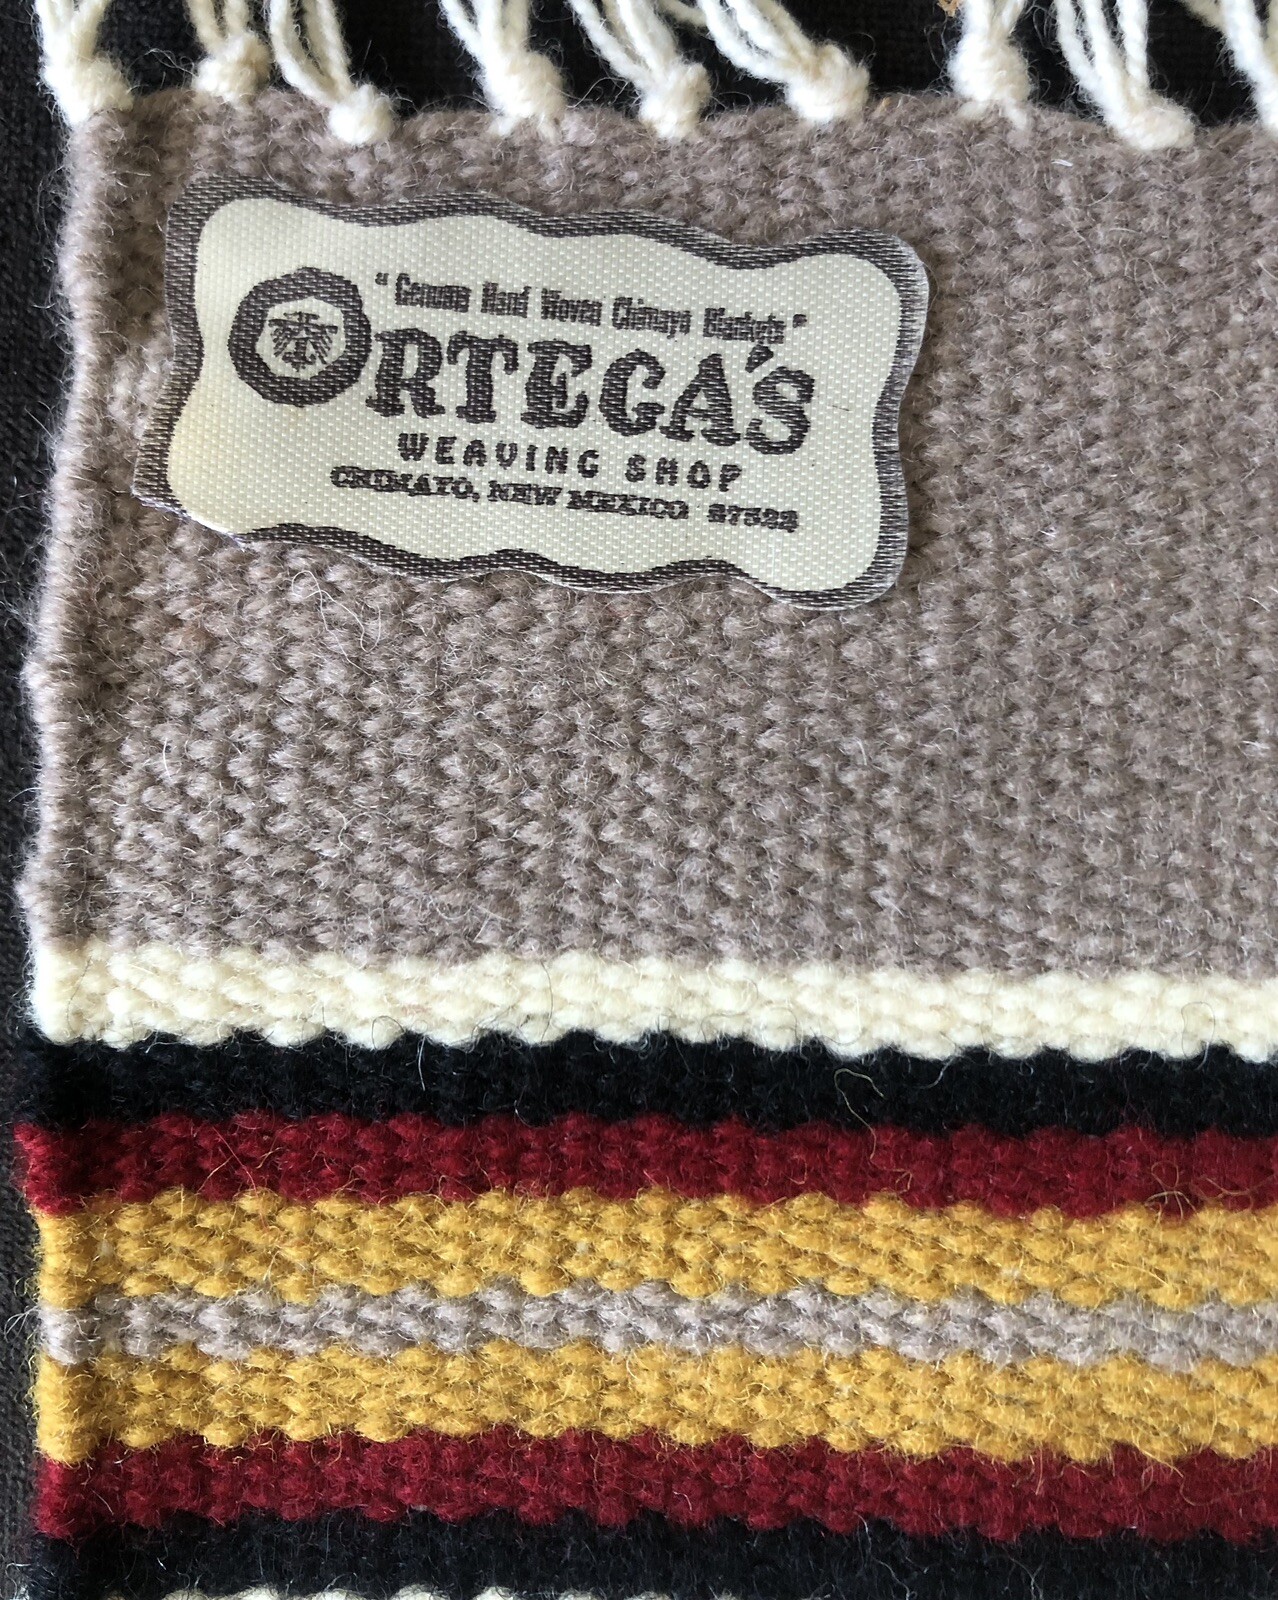 "Genuine Hand Woven Chimayo Blankets"
ORTEGA'S
WEAVING SHOP
CHIMAYO, NEW MEXICO 87522